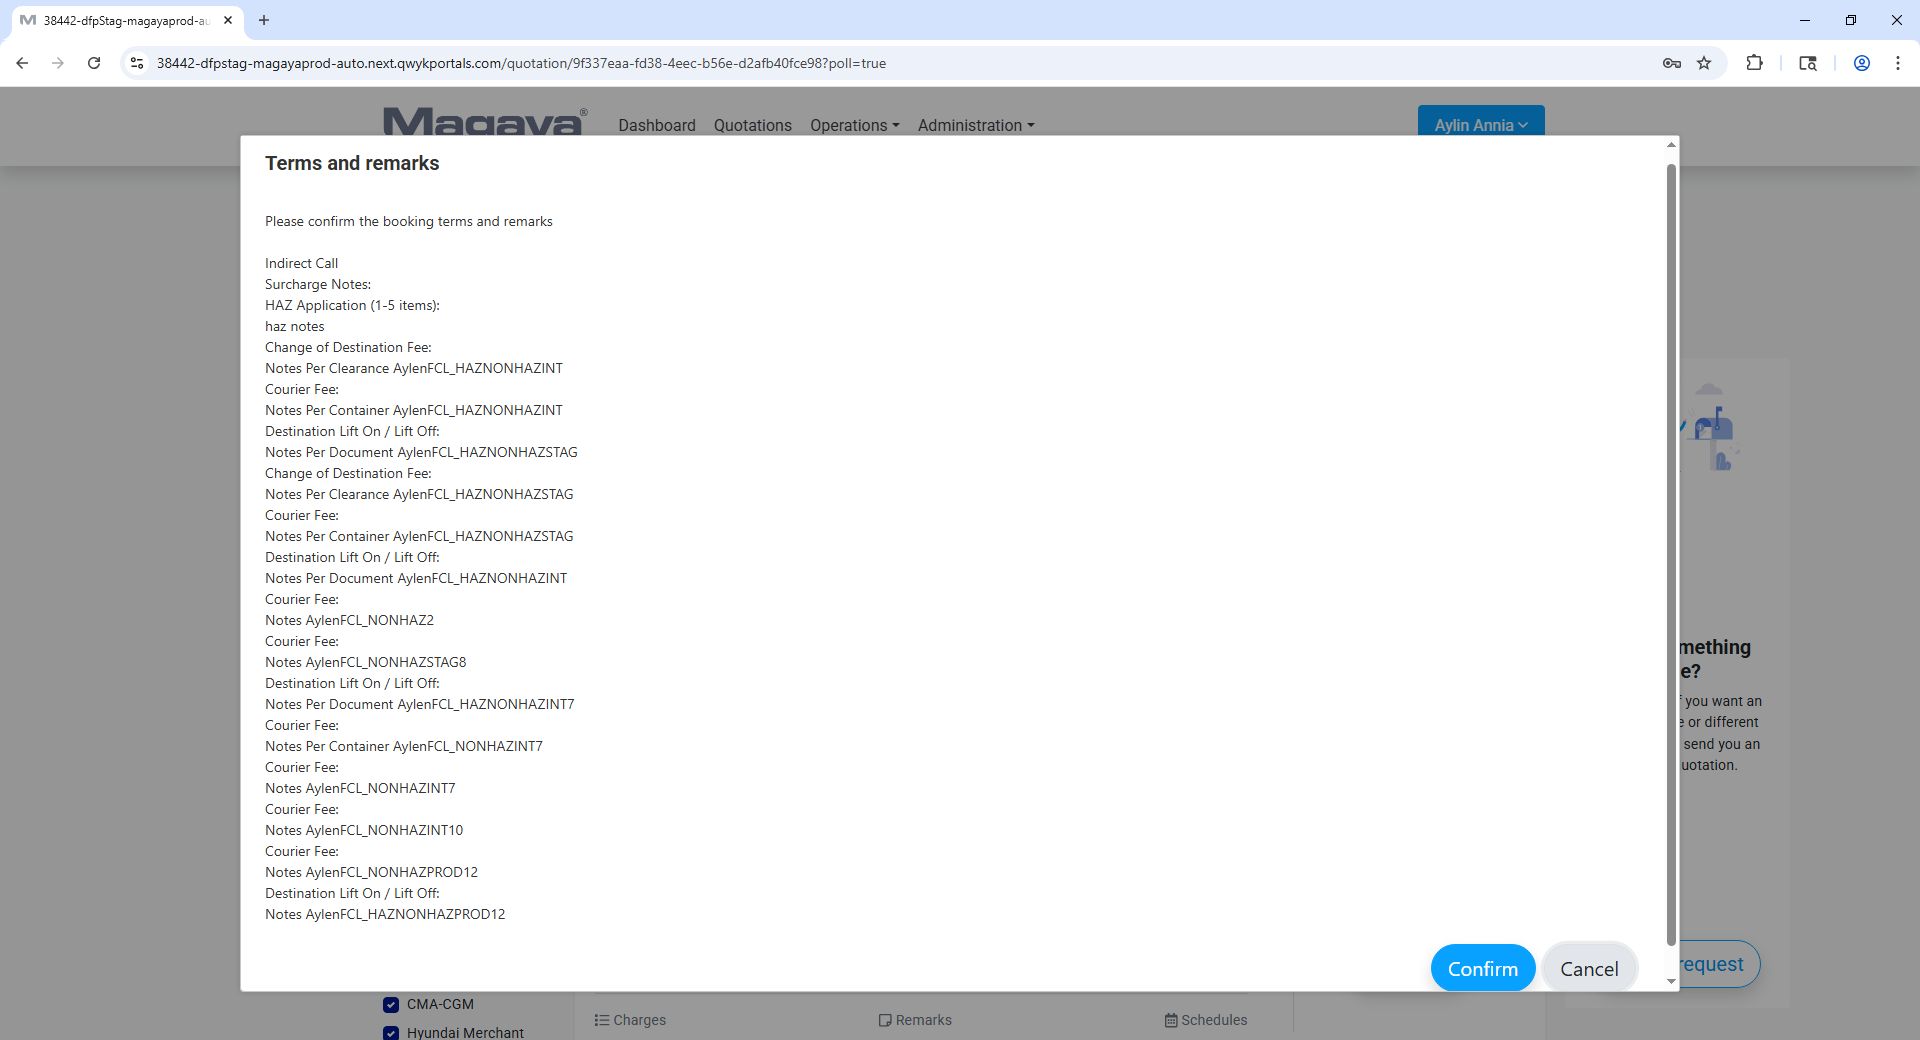 38442-dfpStag-magayaprod-au
38442-dfpstag-magayaprod-auto.next.qwykportals.com/quotation/9f337eaa-fd38-4eec-b56e-d2afb40fce98?poll=true
Magaya®
Dashboard
Quotations
Operations
Administration
Aylin Annia
Terms and remarks
Please confirm the booking terms and remarks
Indirect Call
Surcharge Notes:
HAZ Application (1-5 items):
haz notes
Change of Destination Fee:
Notes Per Clearance AylenFCL_HAZNONHAZINT
Courier Fee:
Notes Per Container AylenFCL_HAZNONHAZINT
Destination Lift On / Lift Off:
Notes Per Document AylenFCL_HAZNONHAZSTAG
Change of Destination Fee:
Notes Per Clearance AylenFCL_HAZNONHAZSTAG
Courier Fee:
Notes Per Container AylenFCL_HAZNONHAZSTAG
Destination Lift On / Lift Off:
Notes Per Document AylenFCL_HAZNONHAZINT
Courier Fee:
Notes AylenFCL_NONHAZ2
Courier Fee:
Notes AylenFCL_NONHAZSTAG8
Destination Lift On / Lift Off:
Notes Per Document AylenFCL_HAZNONHAZINT7
Courier Fee:
Notes Per Container AylenFCL_NONHAZINT7
Courier Fee:
Notes AylenFCL_NONHAZINT7
Courier Fee:
Notes AylenFCL_NONHAZINT10
Courier Fee:
Notes AylenFCL_NONHAZPROD12
Destination Lift On / Lift Off:
Notes AylenFCL_HAZNONHAZPROD12
Confirm
Cancel
mething
e?
f you want an
e or different
send you an
uotation.
request
CMA-CGM
Hyundai Merchant
Charges
Remarks
Schedules